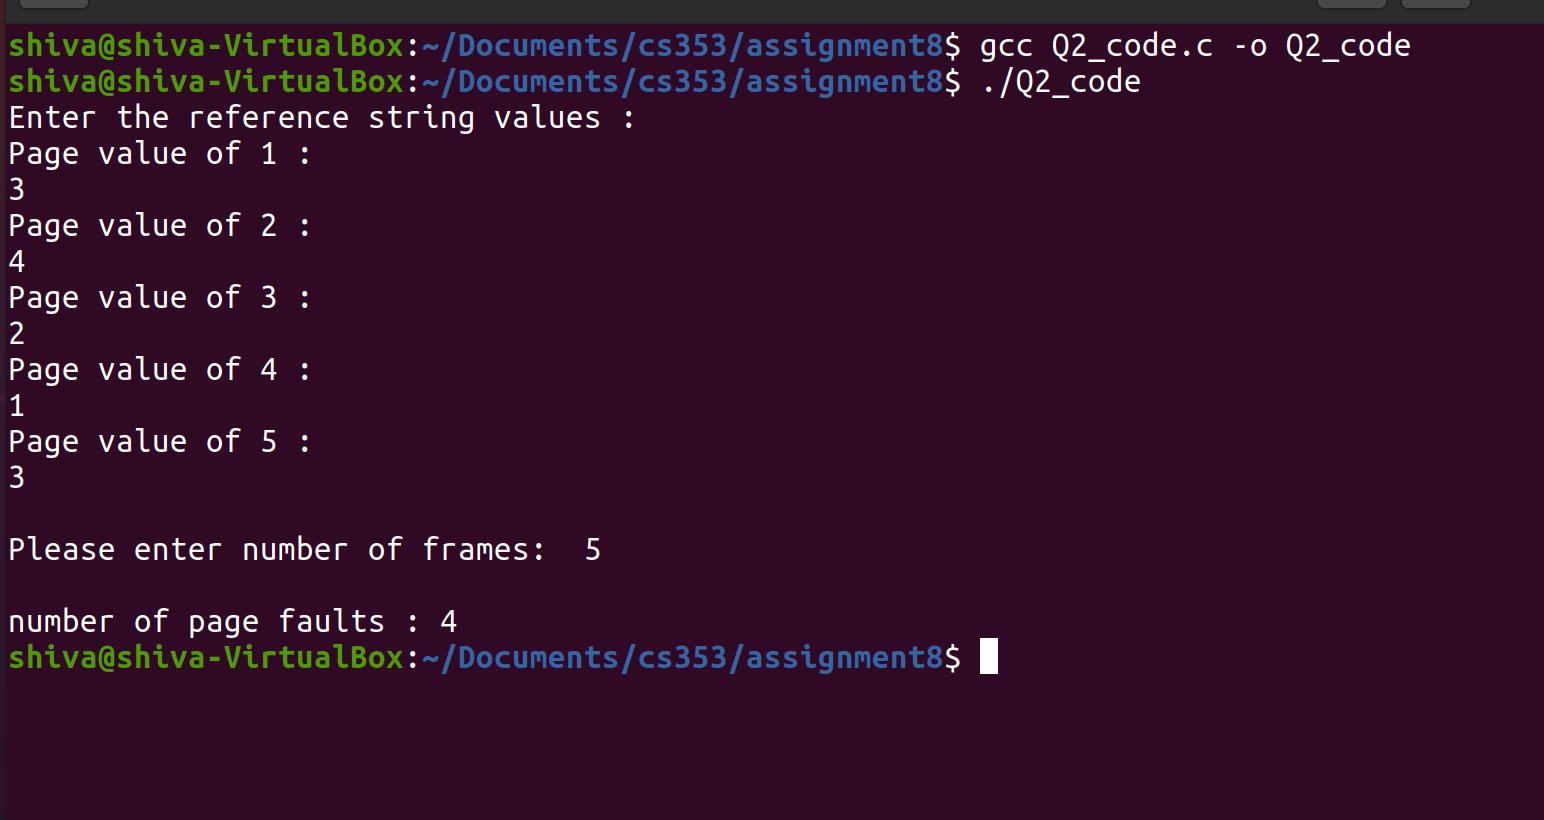 shiva@shiva-VirtualBox:~/Documents/cs353/assignment8$ gcc Q2_code.c -o Q2_code
shiva@shiva-VirtualBox:~/Documents/cs353/assignment8$ ./Q2_code
Enter the reference string values :
Page value of 1 :
3
Page value of 2 :
4
Page value of 3 :
2
Page value of 4 :
1
Page value of 5 :
3
Please enter number of frames:  5
number of page faults : 4
shiva@shiva-VirtualBox:~/Documents/cs353/assignment8$